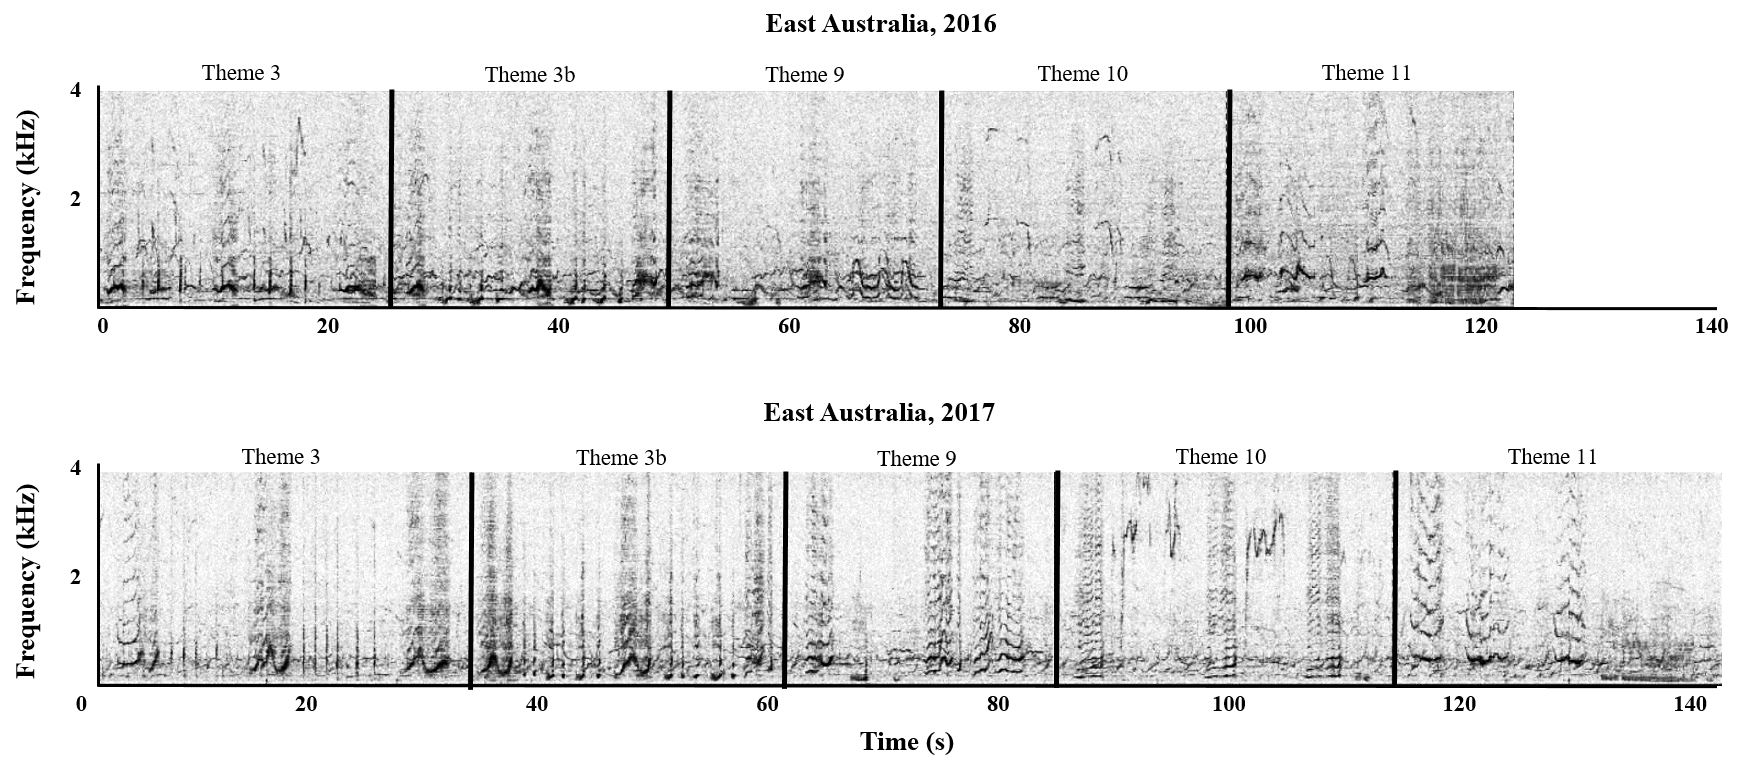 East Australia, 2016
Theme 3 Theme 3b Theme 9 Theme 10 Theme 11
Frequency (kHz)
4
2
0 20 40 60 80 100 120 140
East Australia, 2017
Theme 3 Theme 3b Theme 9 Theme 10 Theme 11
Frequency (kHz)
4
2
0 20 40 60 80 100 120 140
Time (s)